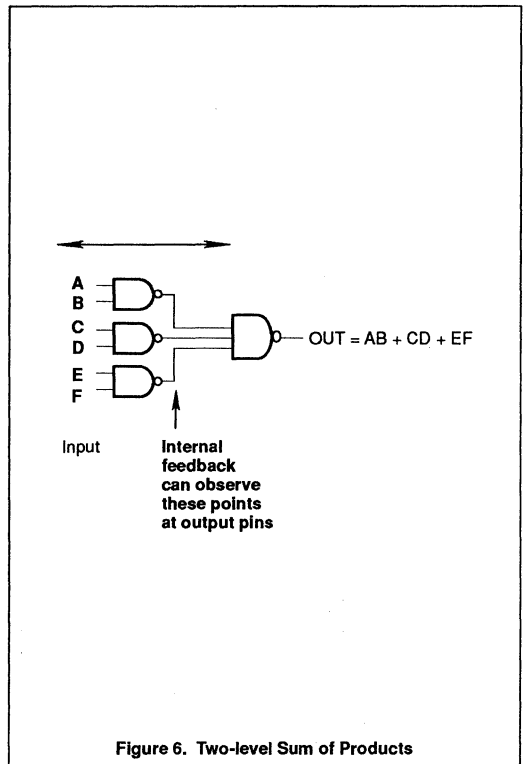 A
B
C
D
E
F
OUT = AB + CD + EF
Input
Internal
feedback
can observe
these points
at output pins
Figure 6. Two-level Sum of Products